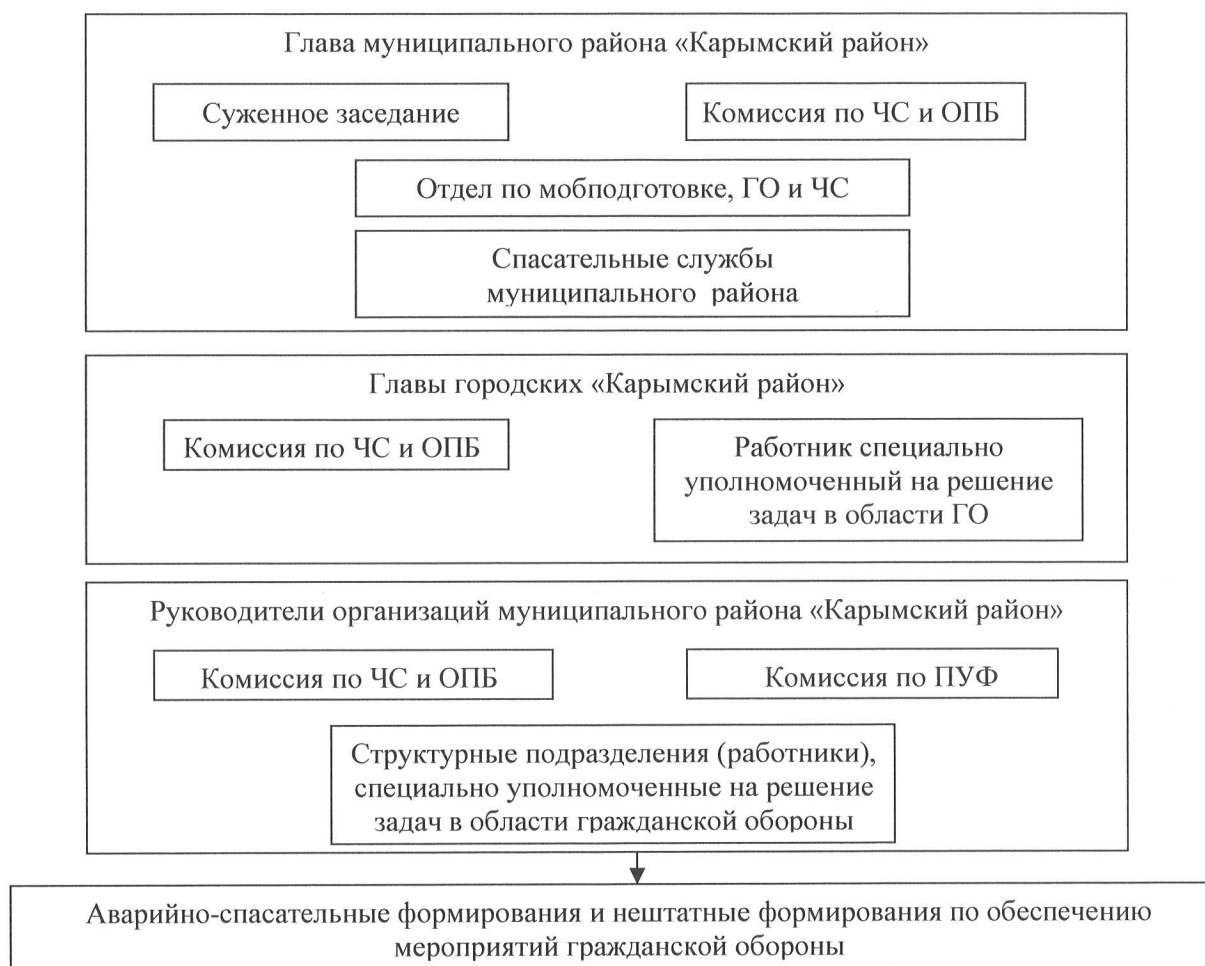 Глава муниципального района «Карымский район»
Суженное заседание
Комиссия по ЧС и ОПБ
Отдел по мобподготовке, ГО и ЧС
Спасательные службы
муниципального района
Главы городских «Карымский район»
Комиссия по ЧС и ОПБ
Работник специально
уполномоченный на решение
задач в области ГО
Руководители организаций муниципального района «Карымский район»
Комиссия по ЧС и ОПБ
Комиссия по ПУФ
Структурные подразделения (работники),
специально уполномоченные на решение
задач в области гражданской обороны
Аварийно-спасательные формирования и нештатные формирования по обеспечению
мероприятий гражданской обороны